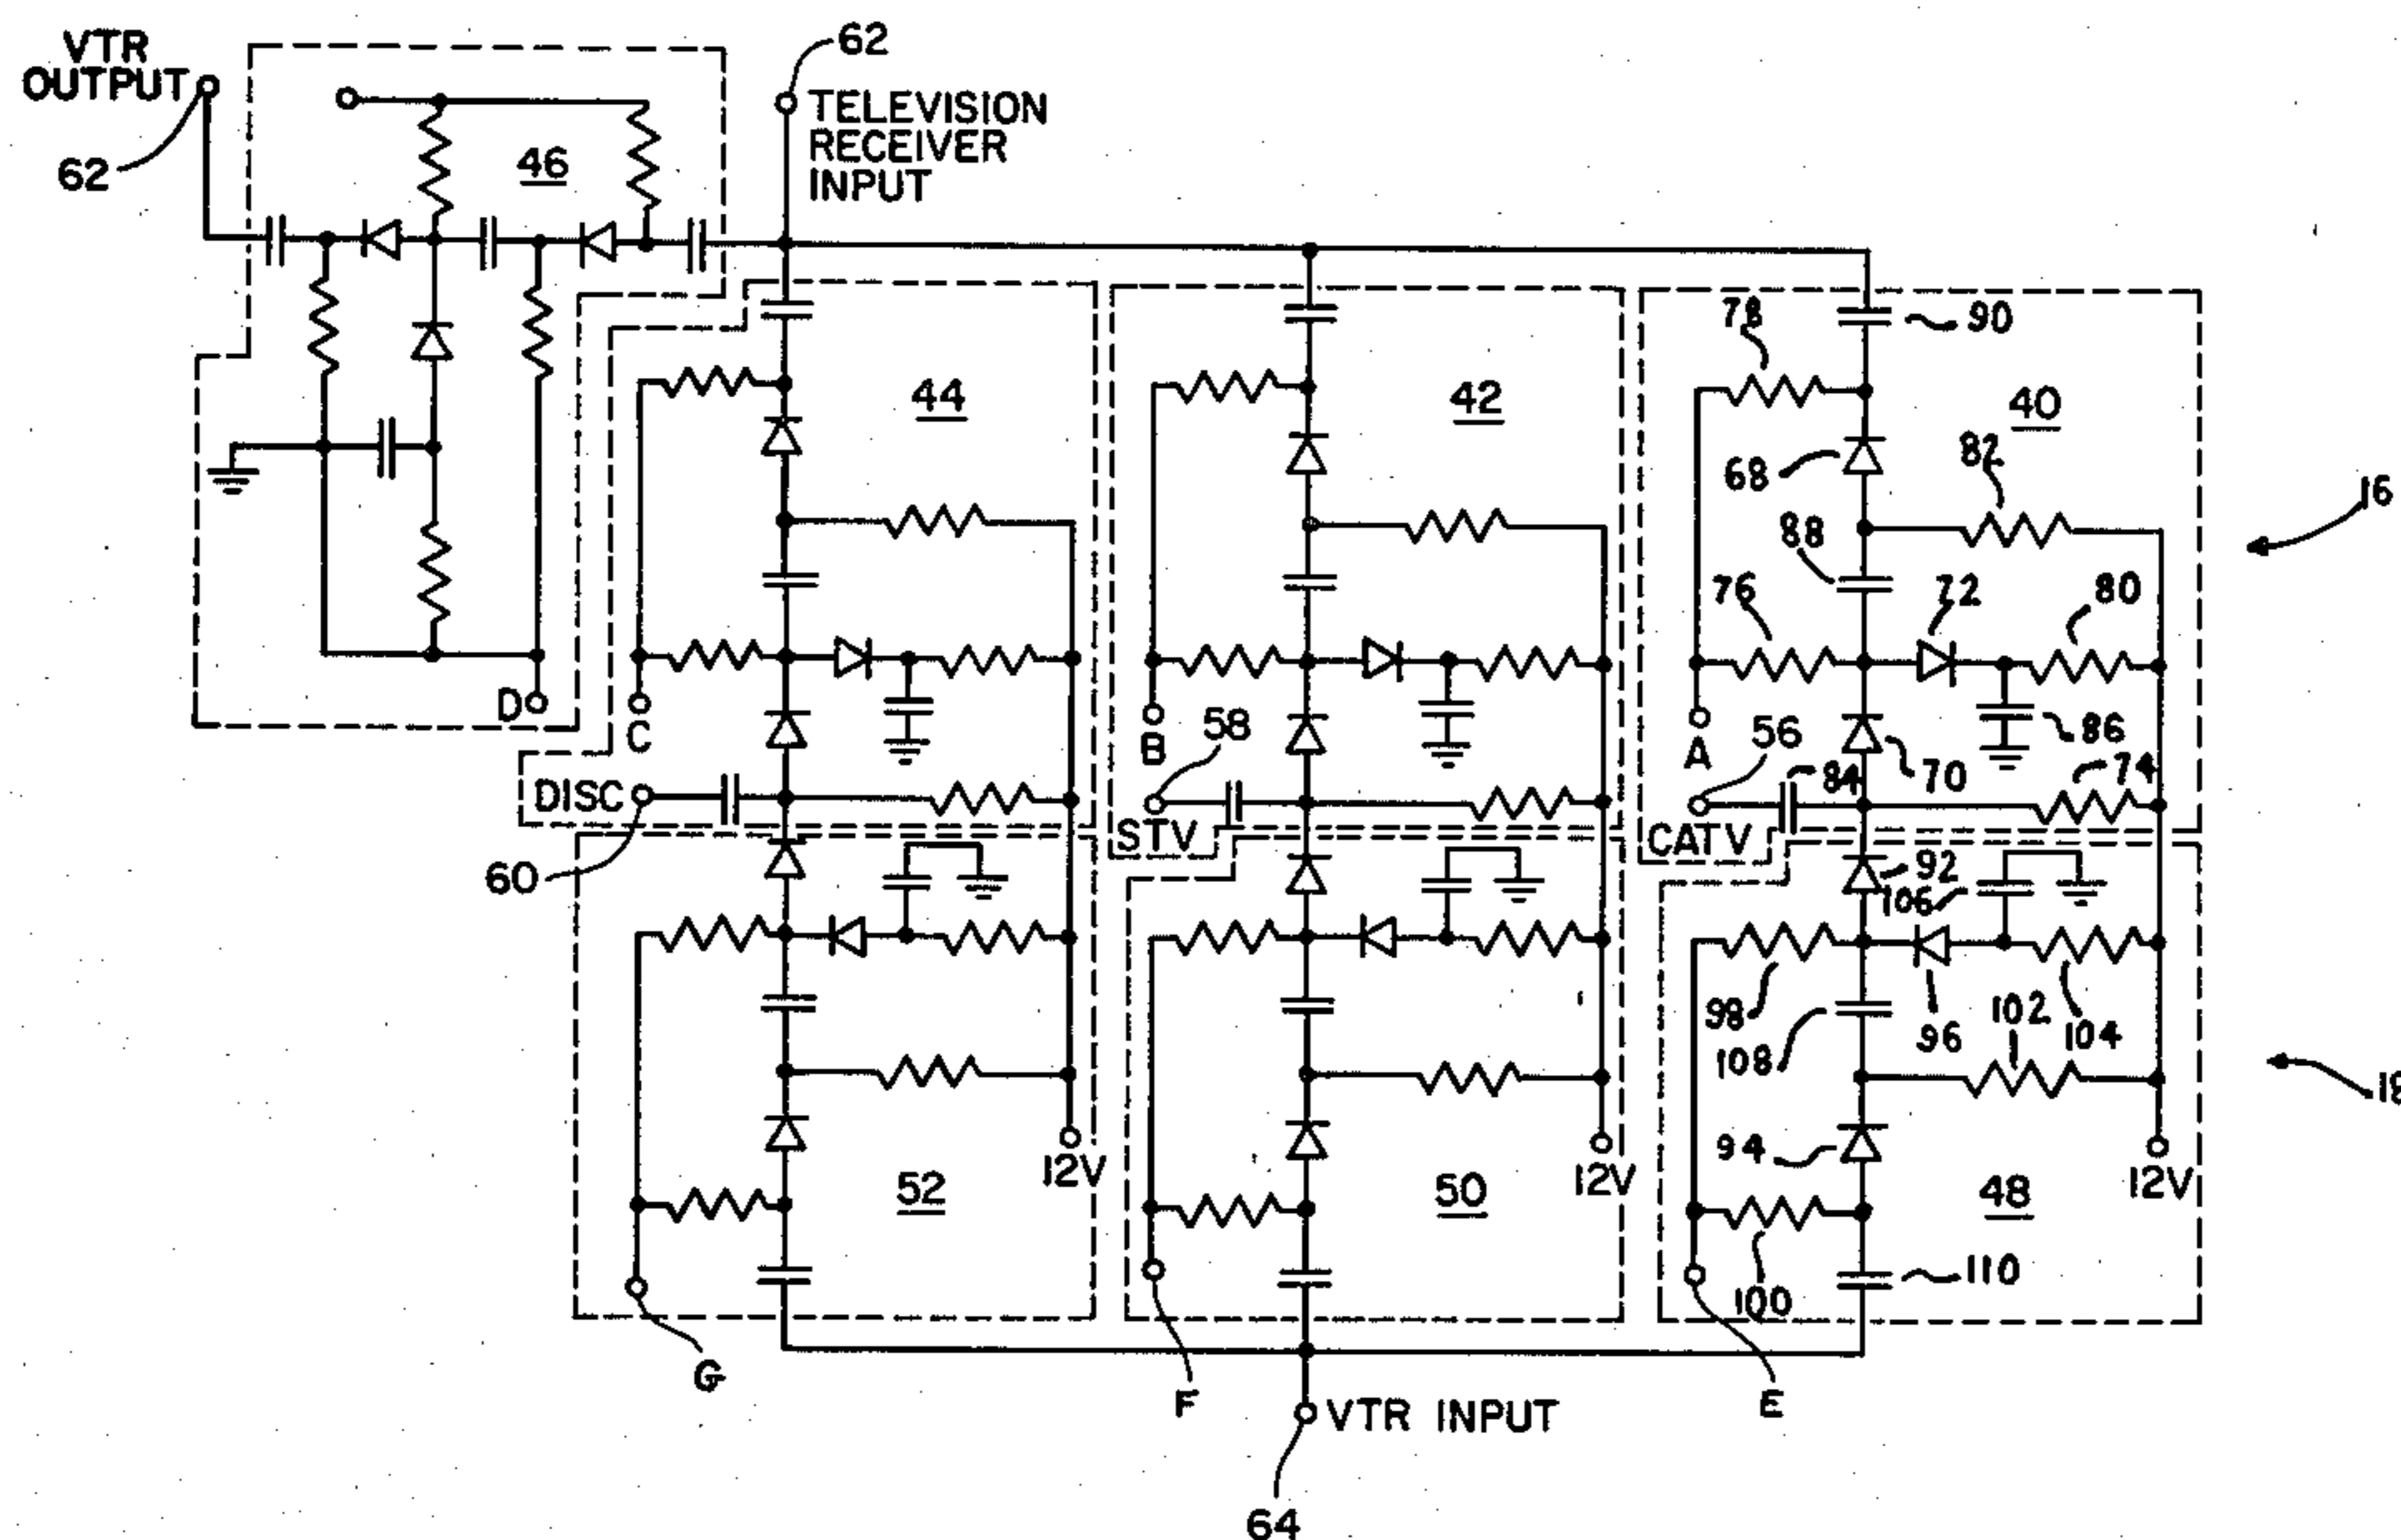 VTR
OUTPUT
62
46
62
TELEVISION
RECEIVER
INPUT
44
42
78
90
40
68
82
16
88
76
72
80
D
C
B
58
A
56
86
84
70
74
DISC
STV
CATV
60
92
106
98
108
96
102
104
18
94
52
12V
50
12V
48
12V
100
110
G
F
E
VTR INPUT
64